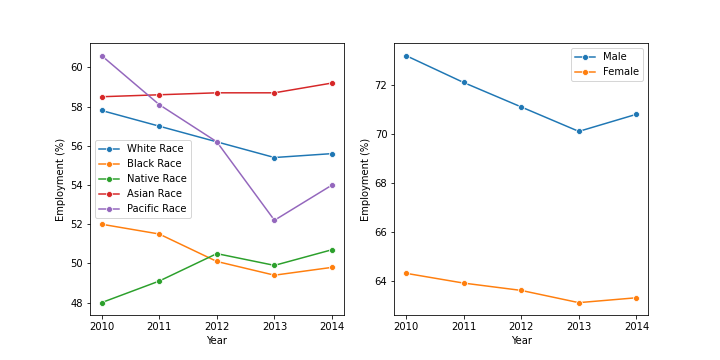 60
58
56
54
52
50
48
Employment (%)
White Race
Black Race
Native Race
Asian Race
Pacific Race
2010 2011 2012 2013 2014
Year
72
70
68
66
64
Employment (%)
Male
Female
2010 2011 2012 2013 2014
Year